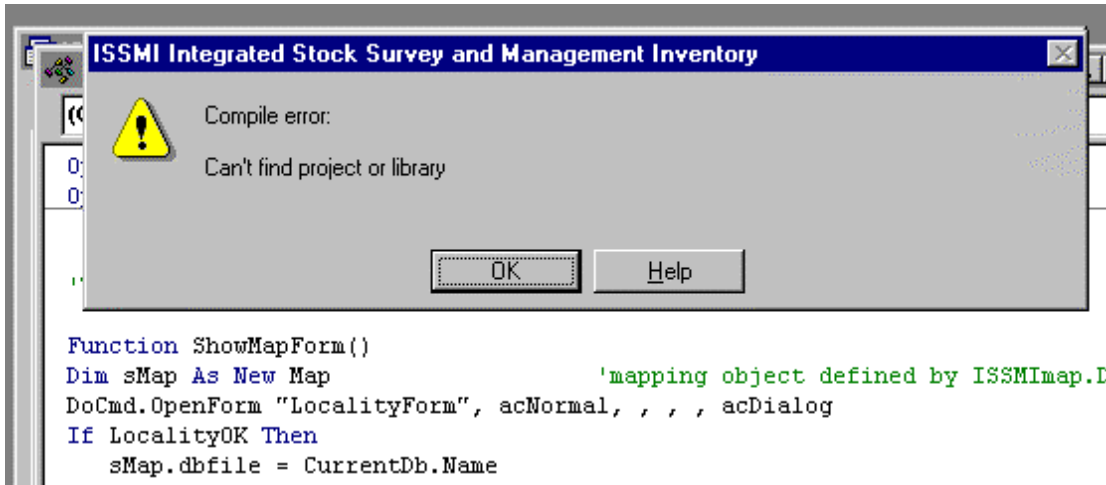 ISSMI Integrated Stock Survey and Management Inventory
Compile error:
Can't find project or library
OK
Help
Function ShowMapForm()
Dim sMap As New Map 'mapping object defined by ISSMImap.D
DoCmd.OpenForm "LocalityForm", acNormal, , , , acDialog
If LocalityOK Then
sMap.dbfile = CurrentDb.Name